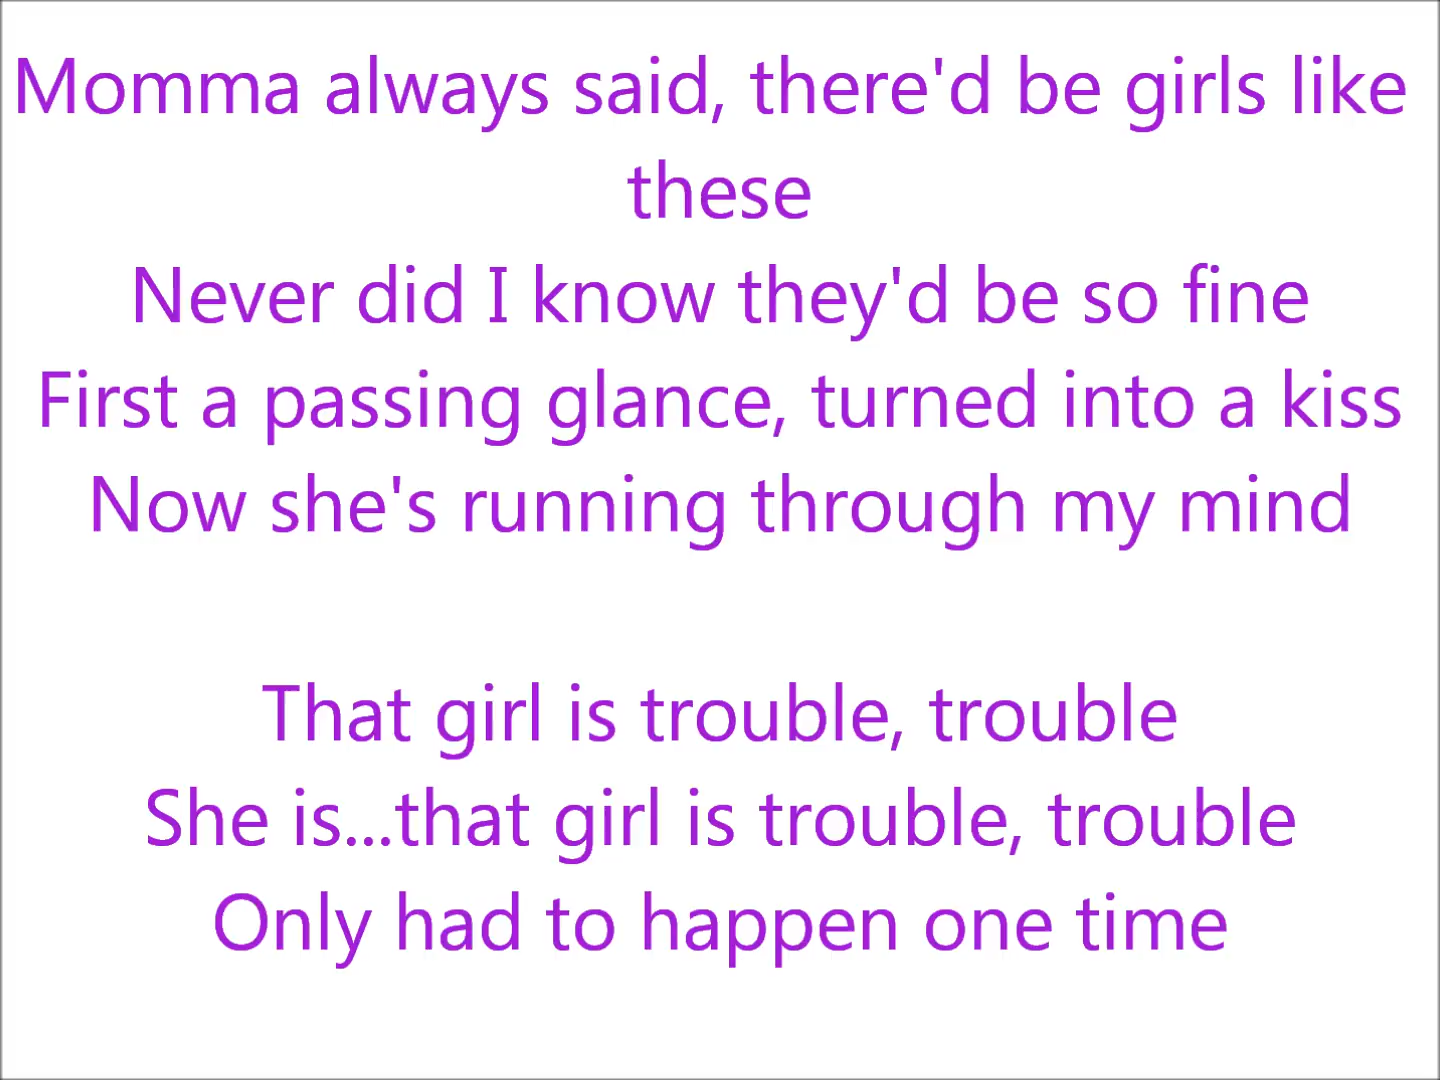 Momma always said, there'd be girls like
these
Never did I know they'd be so fine
First a passing glance, turned into a kiss
Now she's running through my mind
That girl is trouble, trouble
She is...that girl is trouble, trouble
Only had to happen one time